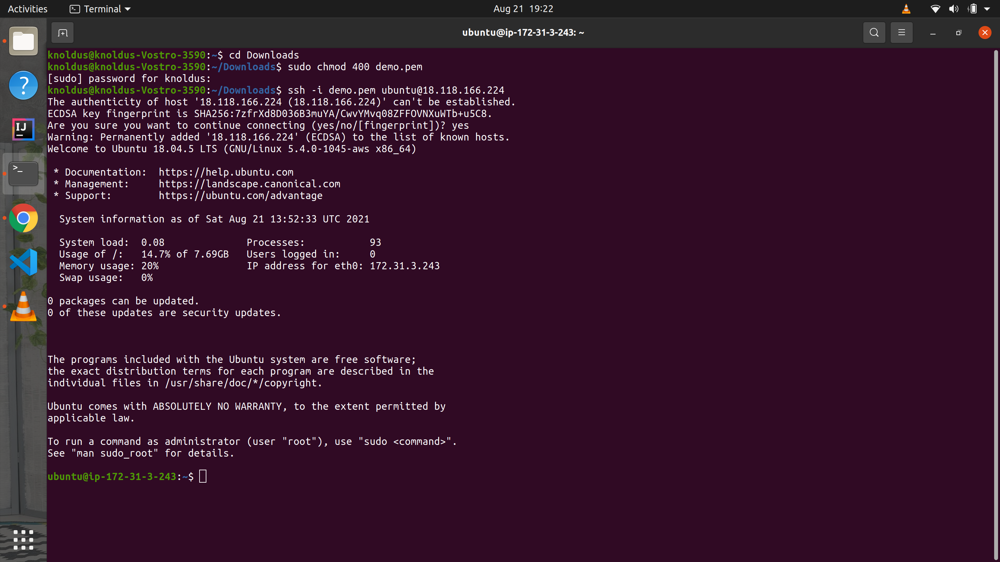 Activities
Terminal
Aug 21 19:22
ubuntu@ip-172-31-3-243: ~
knoldus@knoldus-Vostro-3590:~$ cd Downloads
knoldus@knoldus-Vostro-3590:~/Downloads$ sudo chmod 400 demo.pem
[sudo] password for knoldus:
knoldus@knoldus-Vostro-3590:~/Downloads$ ssh -i demo.pem ubuntu@18.118.166.224
The authenticity of host '18.118.166.224 (18.118.166.224)' can't be established.
ECDSA key fingerprint is SHA256:7zfrXd8D036B3muYA/CwvYMvq08ZFFOVNXuWTb+u5C8.
Are you sure you want to continue connecting (yes/no/[fingerprint])? yes
Warning: Permanently added '18.118.166.224' (ECDSA) to the list of known hosts.
Welcome to Ubuntu 18.04.5 LTS (GNU/Linux 5.4.0-1045-aws x86_64)
 * Documentation:  https://help.ubuntu.com
 * Management:     https://landscape.canonical.com
 * Support:        https://ubuntu.com/advantage
  System information as of Sat Aug 21 13:52:33 UTC 2021
  System load:  0.08              Processes:           93
  Usage of /:   14.7% of 7.69GB   Users logged in:     0
  Memory usage: 20%               IP address for eth0: 172.31.3.243
  Swap usage:   0%
0 packages can be updated.
0 of these updates are security updates.
The programs included with the Ubuntu system are free software;
the exact distribution terms for each program are described in the
individual files in /usr/share/doc/*/copyright.
Ubuntu comes with ABSOLUTELY NO WARRANTY, to the extent permitted by
applicable law.
To run a command as administrator (user "root"), use "sudo <command>".
See "man sudo_root" for details.
ubuntu@ip-172-31-3-243:~$
IJ